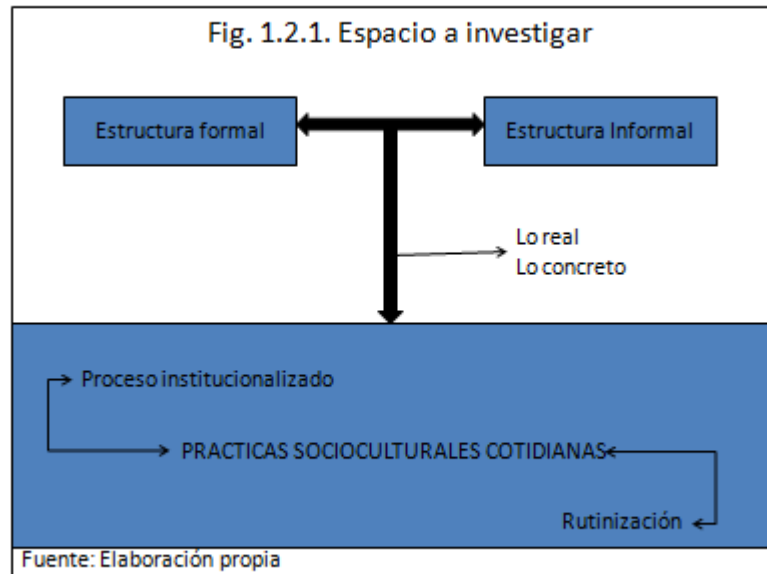 Fig. 1.2.1. Espacio a investigar
Estructura formal
Estructura Informal
Lo real
Lo concreto
Proceso institucionalizado
PRACTICAS SOCIOCULTURALES COTIDIANAS
Rutinización
Fuente: Elaboración propia